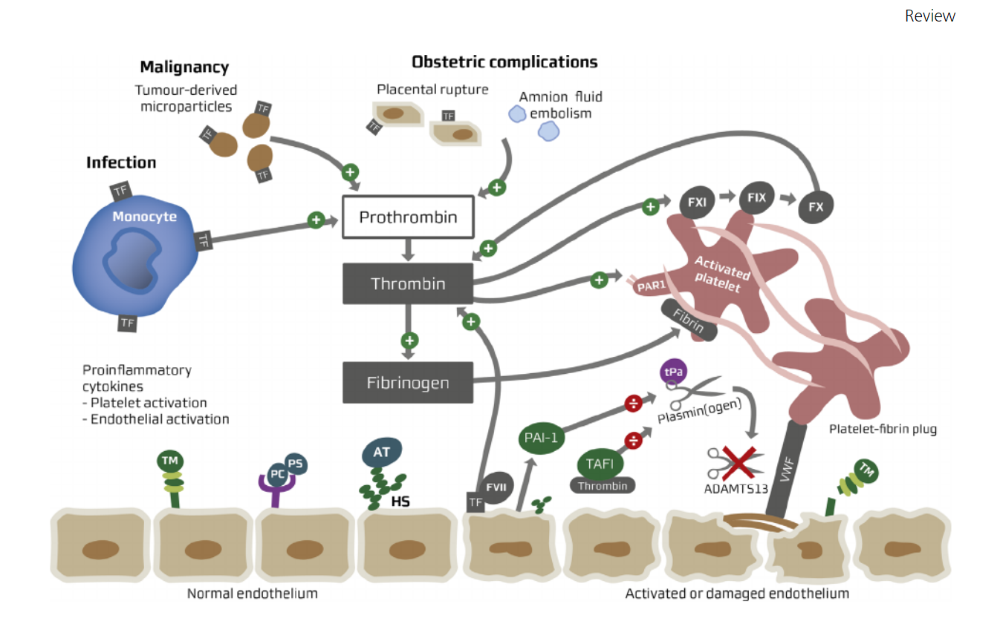 Review
Malignancy
Tumour-derived
microparticles
TF
TF
TF
Obstetric complications
Placental rupture
TF
TF
Amnion fluid
embolism
Infection
TF
Monocyte
TF
TF
Prothrombin
Thrombin
Fibrinogen
+
+
+
+
+
+
+
+
+
FXI
FIX
FX
Activated
platelet
PAR1
Fibrin
Platelet-fibrin plug
Proinflammatory
cytokines
- Platelet activation
- Endothelial activation
tPa
Plasmin(ogen)
÷
÷
PAI-1
TAFI
Thrombin
ADAMTS13
VWF
TM
TM
PC
PS
AT
HS
TF
FVII
Normal endothelium
Activated or damaged endothelium